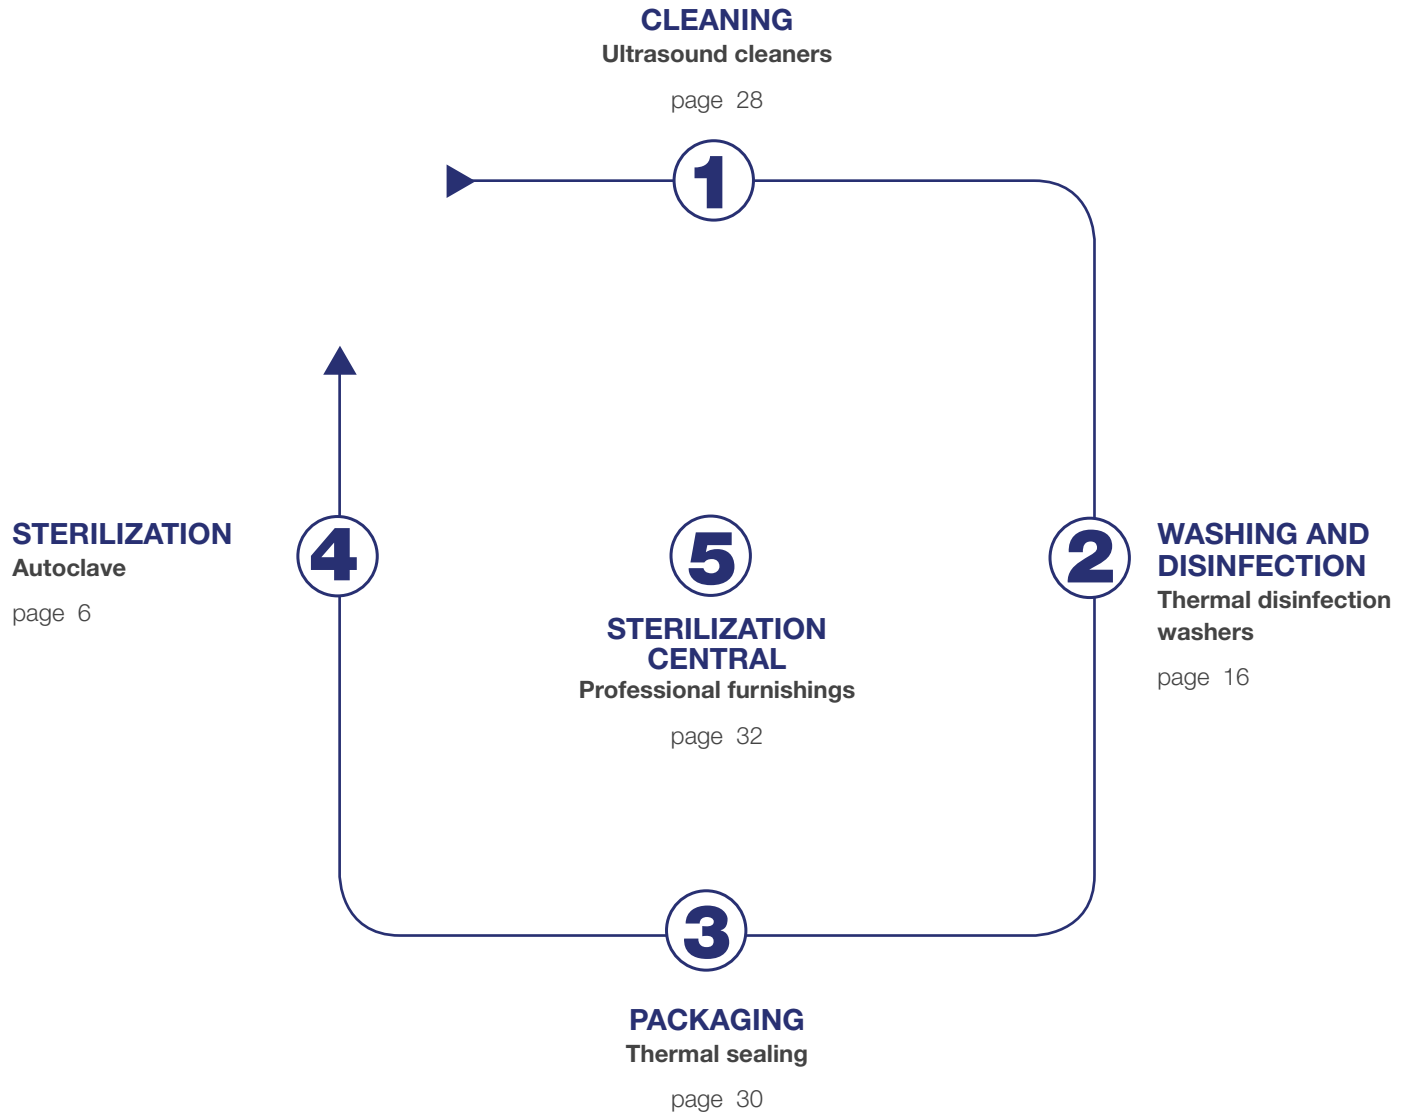 CLEANING
Ultrasound cleaners
page 28
1
STERILIZATION
Autoclave
page 6
4
5
STERILIZATION
CENTRAL
Professional furnishings
page 32
2
WASHING AND
DISINFECTION
Thermal disinfection
washers
page 16
3
PACKAGING
Thermal sealing
page 30